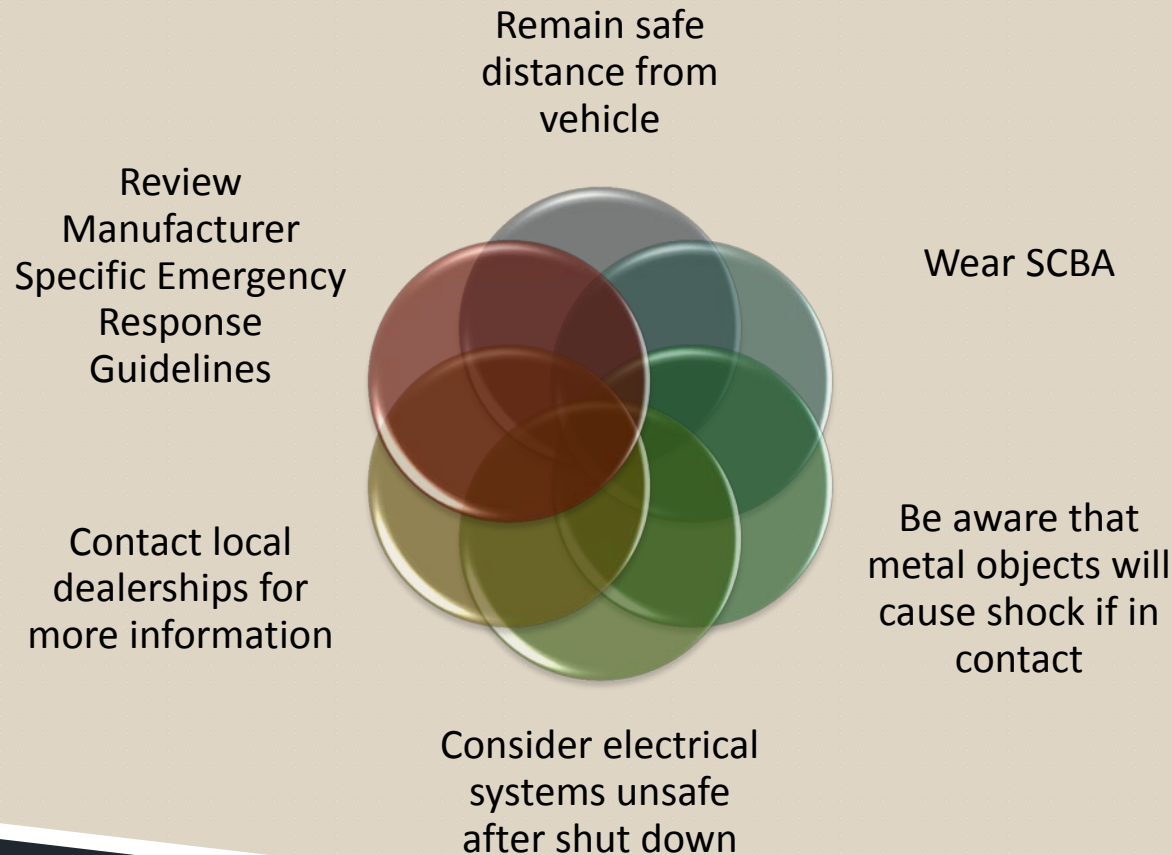 Remain safe
distance from
vehicle
Wear SCBA
Be aware that
metal objects will
cause shock if in
contact
Consider electrical
systems unsafe
after shut down
Contact local
dealerships for
more information
Review
Manufacturer
Specific Emergency
Response
Guidelines